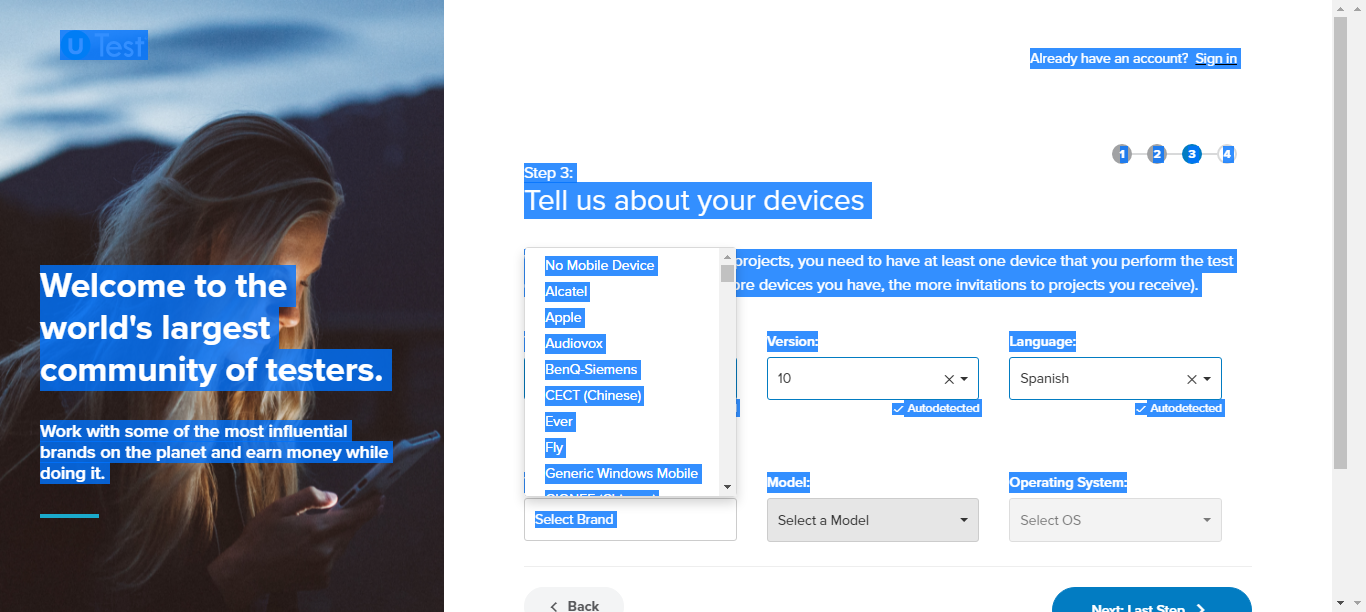 uTest
Already have an account? Sign in
1 2 3 4
Step 3:
Tell us about your devices
projects, you need to have at least one device that you perform the test
devices you have, the more invitations to projects you receive).
No Mobile Device
Alcatel
Apple
Audiovox
BenQ-Siemens
CECT (Chinese)
Ever
Fly
Generic Windows Mobile
Select Brand
Version:
10
Autodetected
Language:
Spanish
Autodetected
Model:
Select a Model
Operating System:
Select OS
Back
Next: Last Step
Welcome to the
world's largest
community of testers.
Work with some of the most influential
brands on the planet and earn money while
doing it.